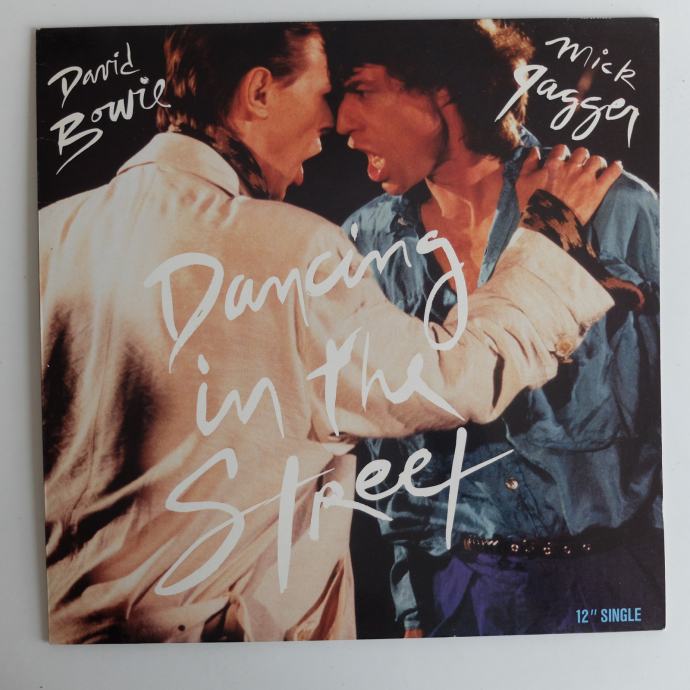 David
Bowie
Mick
Jagger
Dancing
in the
Street
12" SINGLE